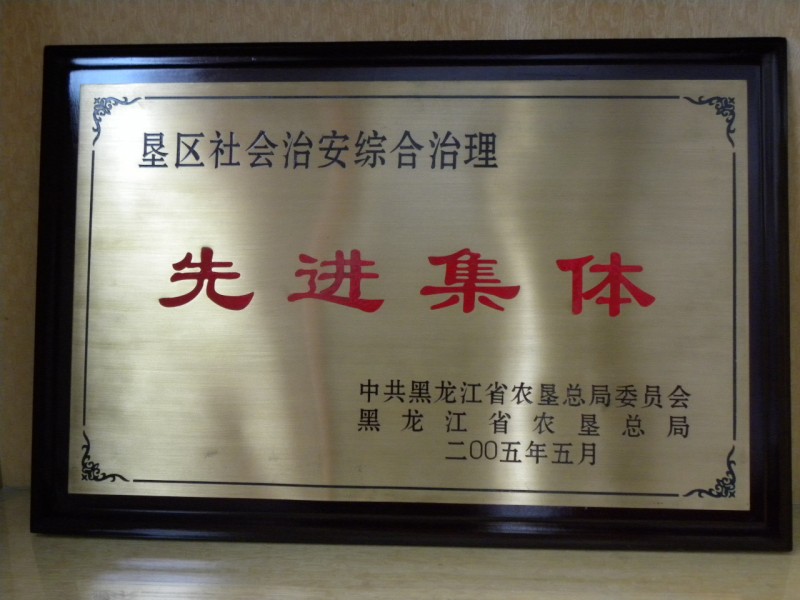 垦区社会治安综合治理
先进集体
中共黑龙江省农垦总局委员会
黑龙江省农垦总局
二00五年五月